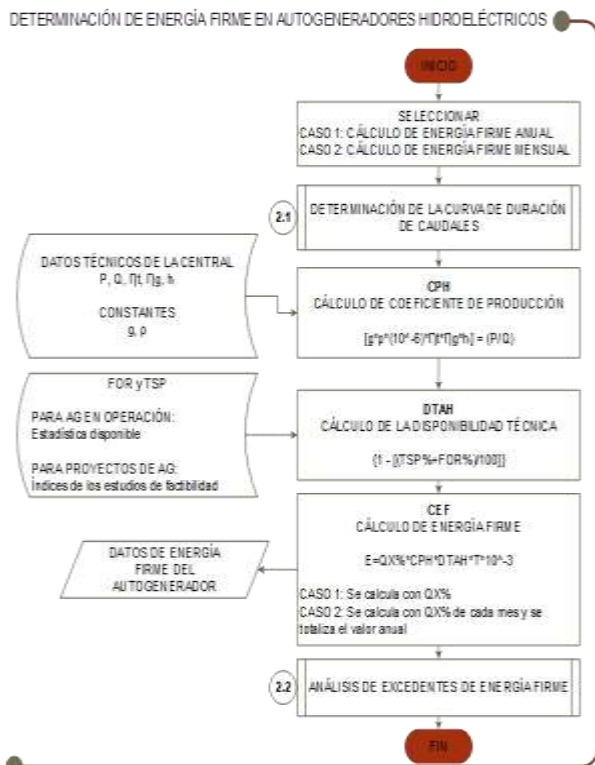 DETERMINACIÓN DE ENERGÍA FIRME EN AUTOGENERADORES HIDROELÉCTRICOS
INICIO
SELECCIONAR
CASO 1: CÁLCULO DE ENERGÍA FIRME ANUAL
CASO 2: CÁLCULO DE ENERGÍA FIRME MENSUAL
2.1
DETERMINACIÓN DE LA CURVA DE DURACIÓN
DE CAUDALES
DATOS TÉCNICOS DE LA CENTRAL
P, Q, Ƞt, Ƞg, h
CONSTANTES
g, ρ
CPH
CÁLCULO DE COEFICIENTE DE PRODUCCIÓN
[g*ρ*(10^-6)*Ƞt*Ƞg*h] = (P/Q)
FOR y TSP
PARA AG EN OPERACIÓN:
Estadística disponible
PARA PROYECTOS DE AG:
Índices de los estudios de factibilidad
DTAH
CÁLCULO DE LA DISPONIBILIDAD TÉCNICA
{1 - [(TSP%+FOR%)/100]}
CEF
CÁLCULO DE ENERGÍA FIRME
E=QX%*CPH*DTAH*T*10^-3
CASO 1: Se calcula con QX%
CASO 2: Se calcula con QX% de cada mes y se
totaliza el valor anual
DATOS DE ENERGÍA
FIRME DEL
AUTOGENERADOR
2.2
ANÁLISIS DE EXCEDENTES DE ENERGÍA FIRME
FIN